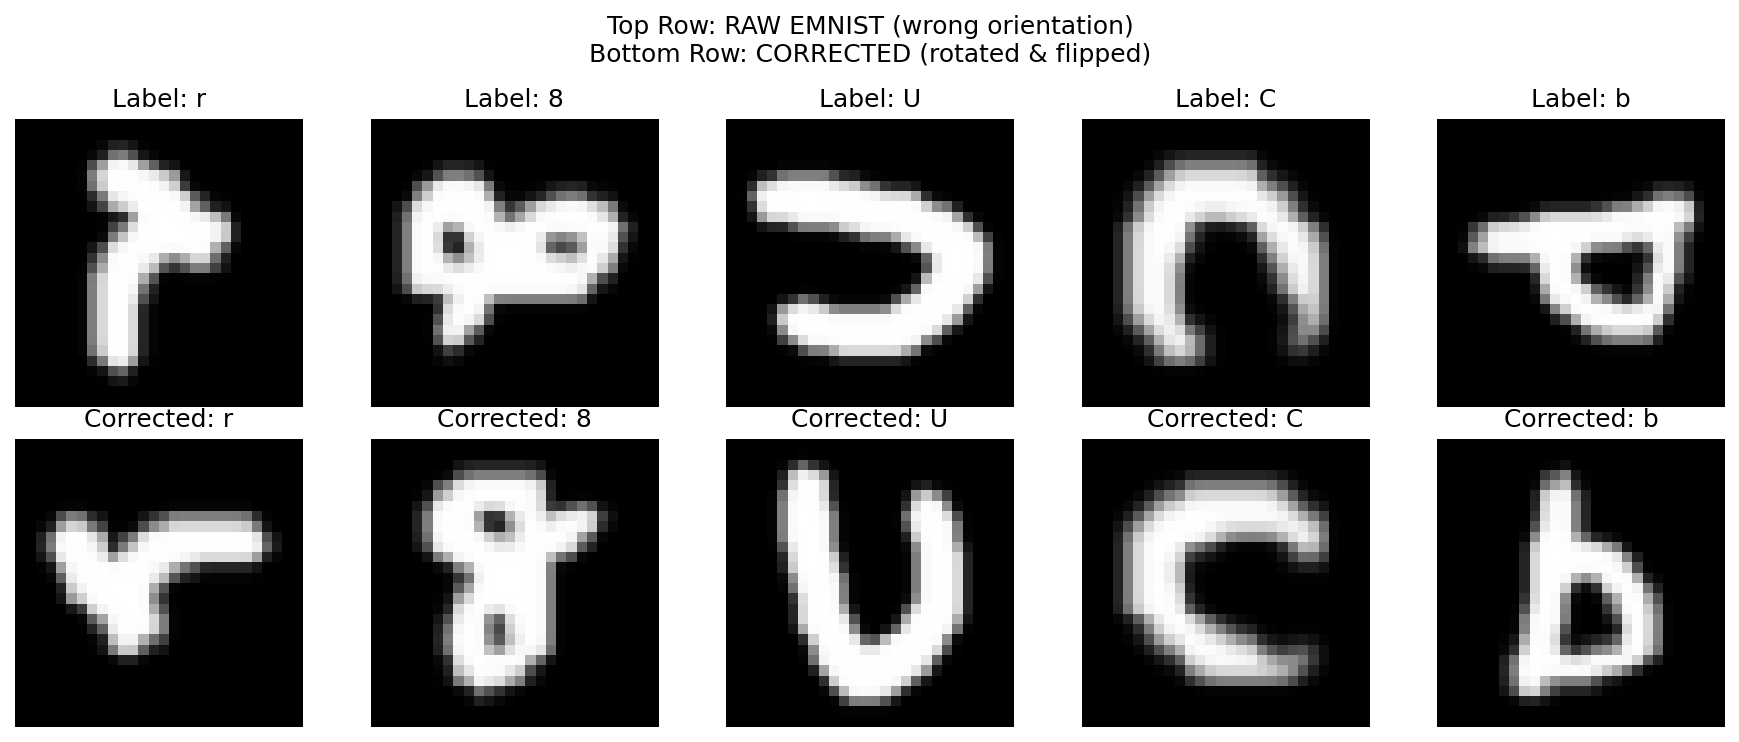 Top Row: RAW EMNIST (wrong orientation)
Bottom Row: CORRECTED (rotated & flipped)
Label: r
Label: 8
Label: U
Label: C
Label: b
Corrected: r
Corrected: 8
Corrected: U
Corrected: C
Corrected: b
r 8 U C b